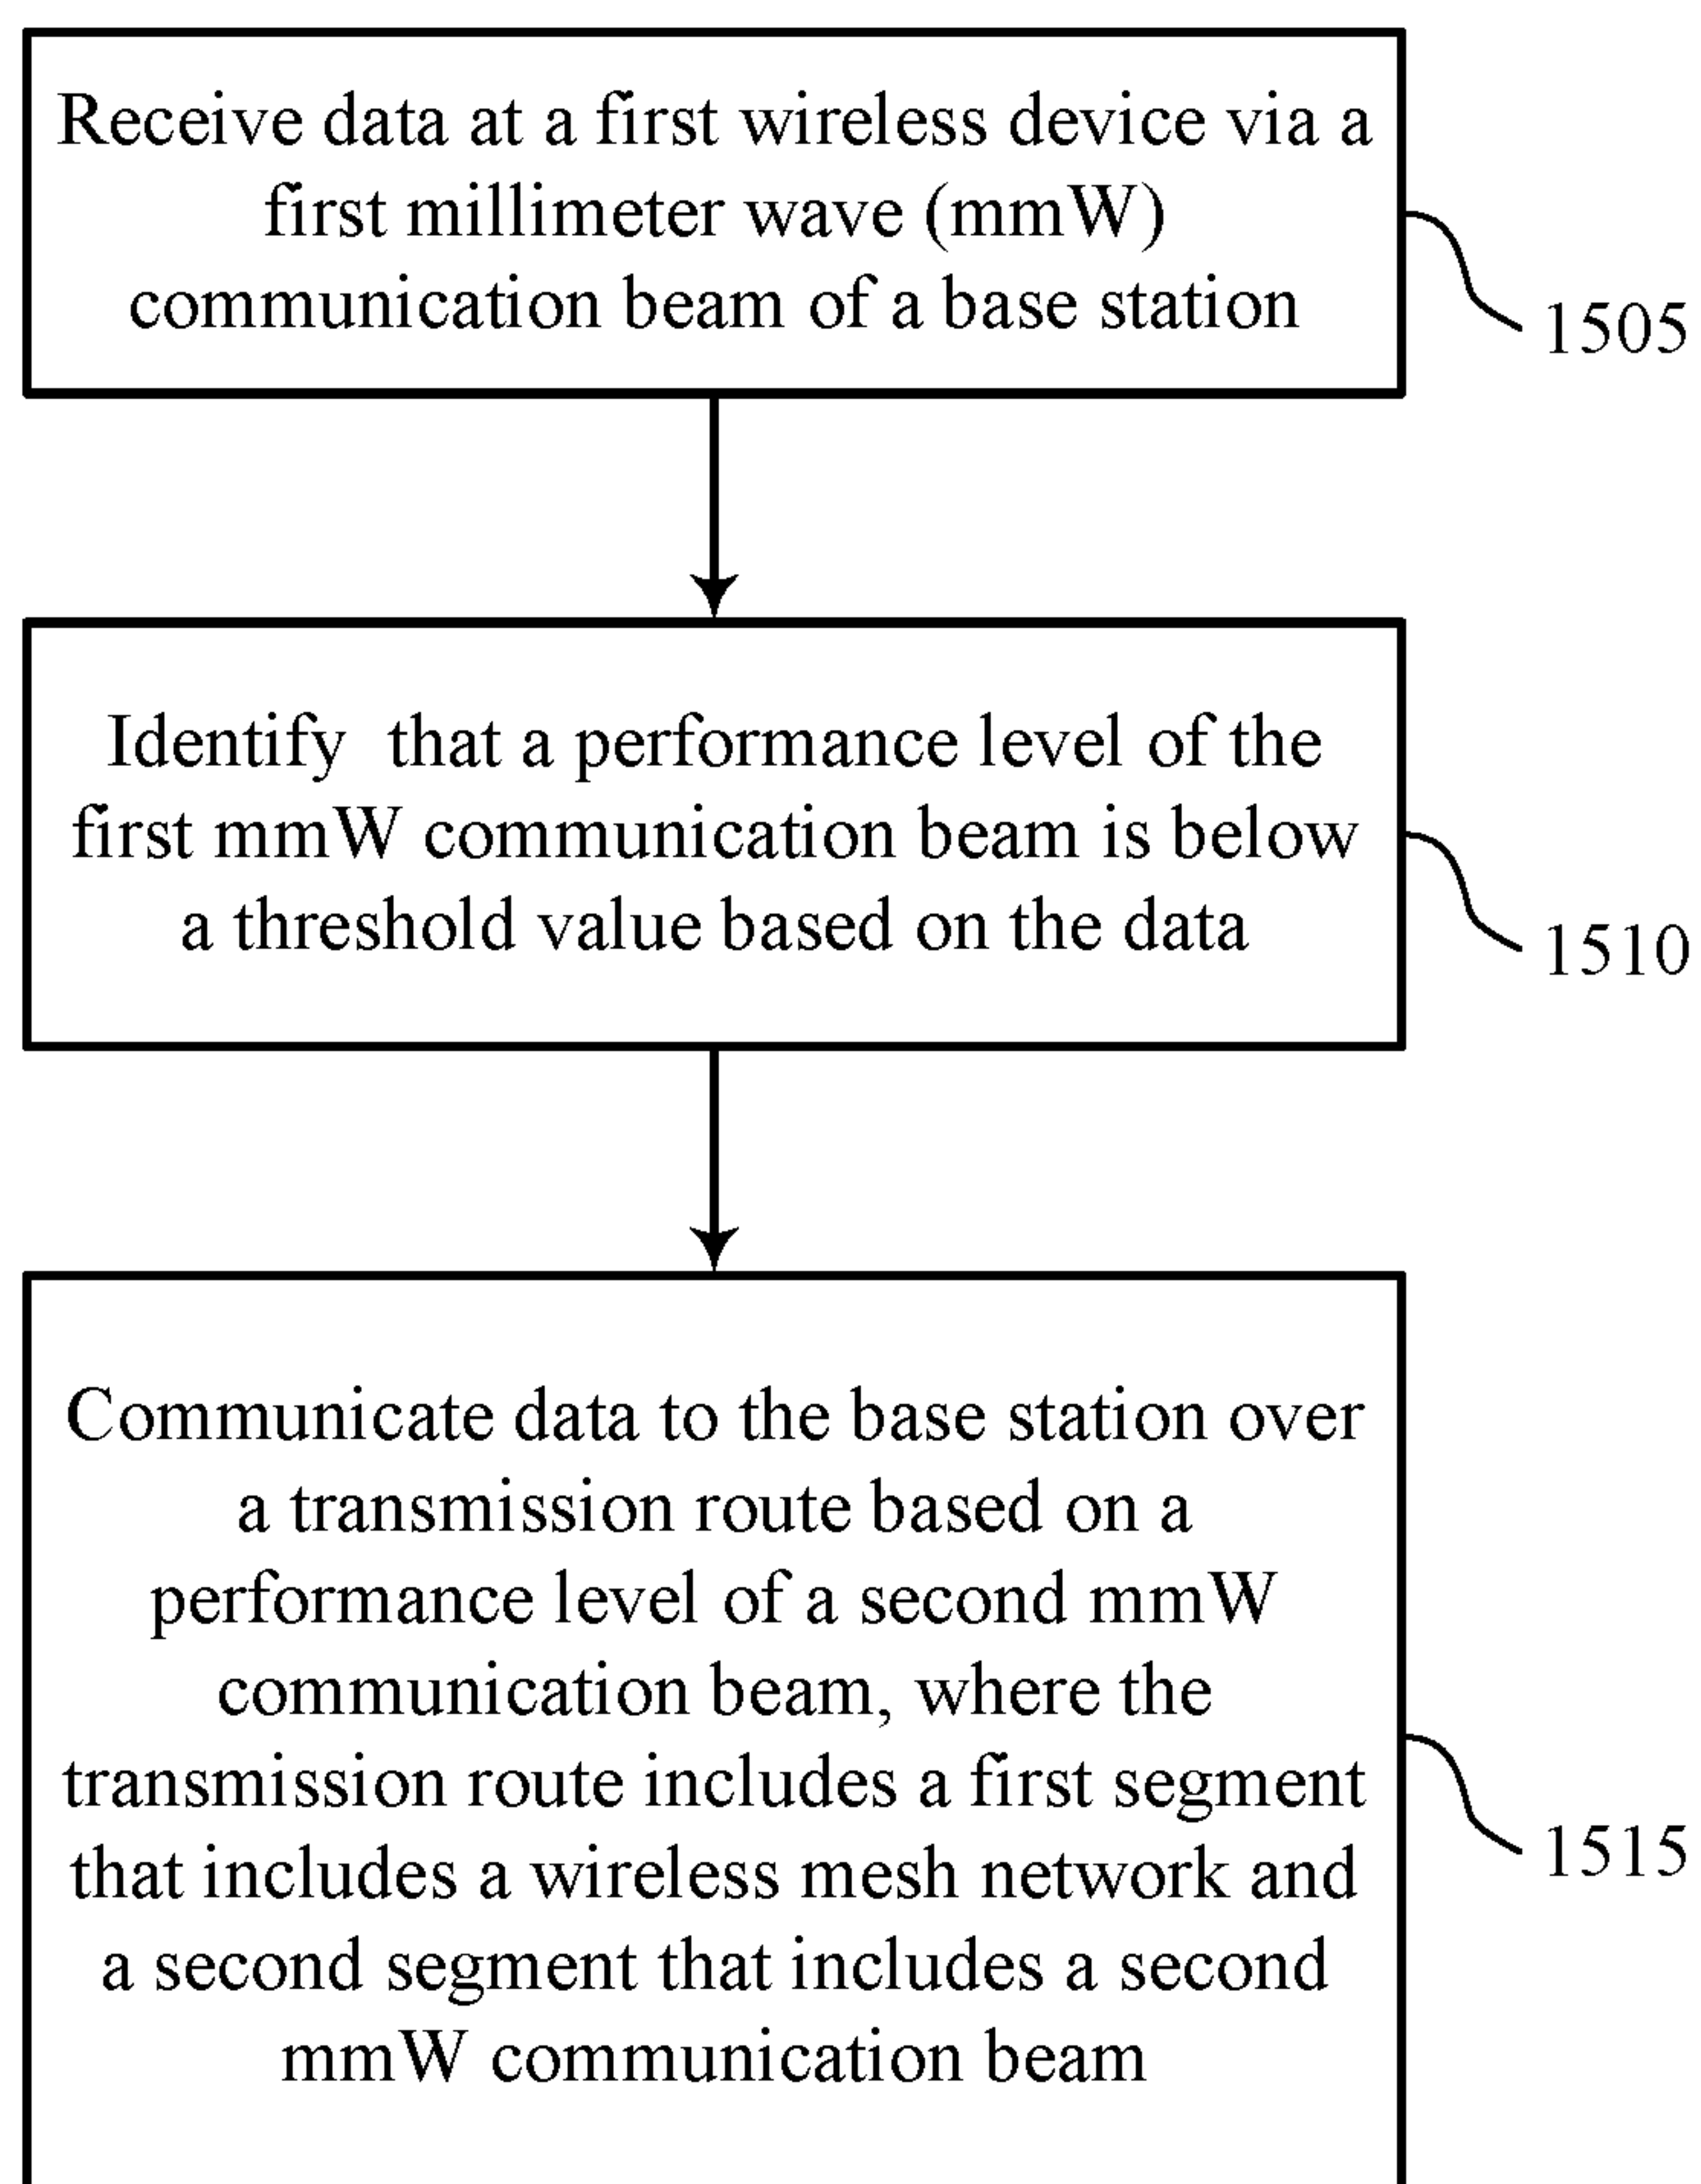 Receive data at a first wireless device via a
first millimeter wave (mmW)
communication beam of a base station
1505
Identify that a performance level of the
first mmW communication beam is below
a threshold value based on the data
1510
Communicate data to the base station over
a transmission route based on a
performance level of a second mmW
communication beam, where the
transmission route includes a first segment
that includes a wireless mesh network and
a second segment that includes a second
mmW communication beam
1515